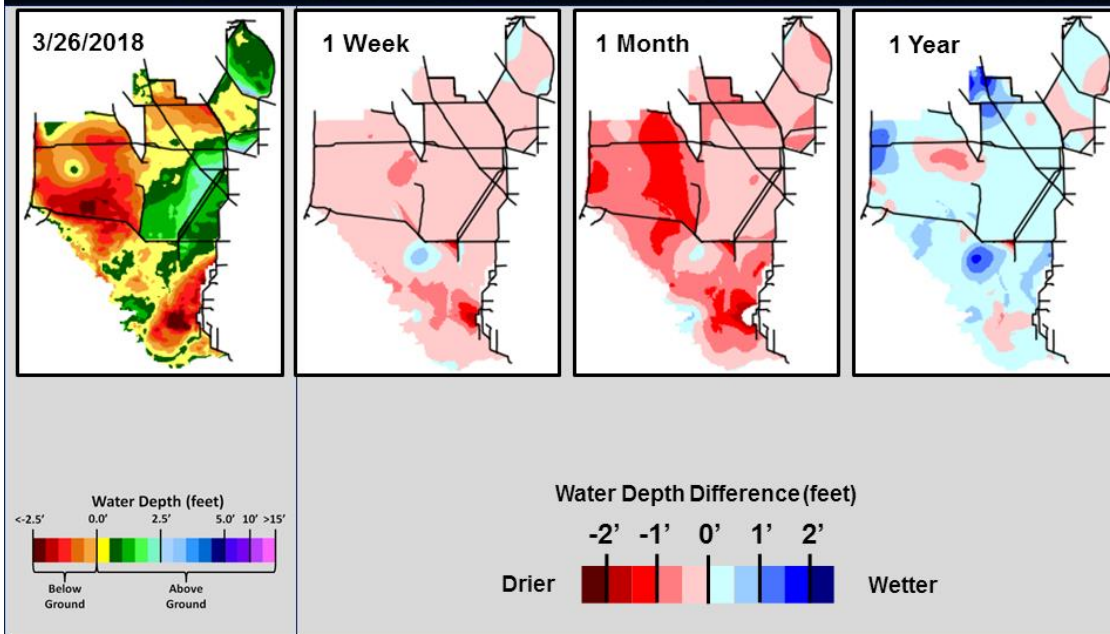 3/26/2018
1 Week
1 Month
1 Year
Water Depth (feet)
<-2.5' 0.0' 2.5' 5.0' 10' >15'
Below Ground
Above Ground
Water Depth Difference (feet)
-2' -1' 0' 1' 2'
Drier
Wetter